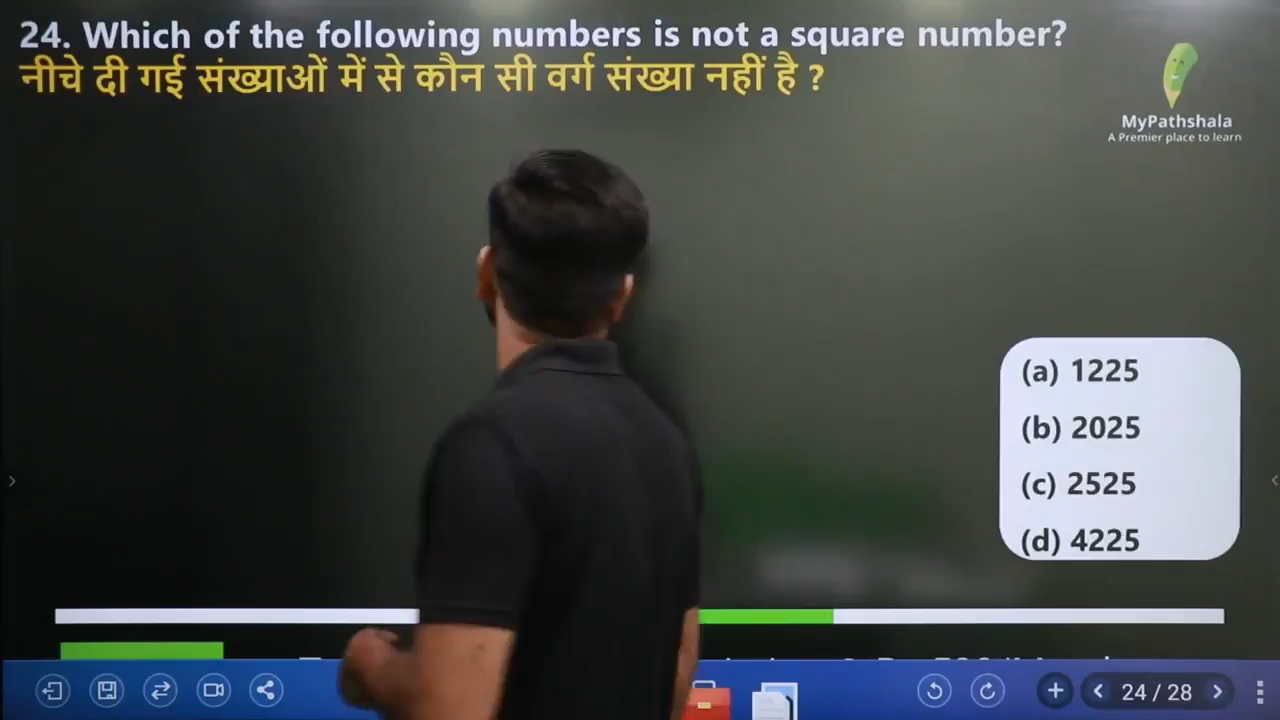 24. Which of the following numbers is not a square number?
नीचे दी गई संख्याओं में से कौन सी वर्ग संख्या नहीं है ?
MyPathshala
A Premier place to learn
(a) 1225
(b) 2025
(c) 2525
(d) 4225
24 / 28